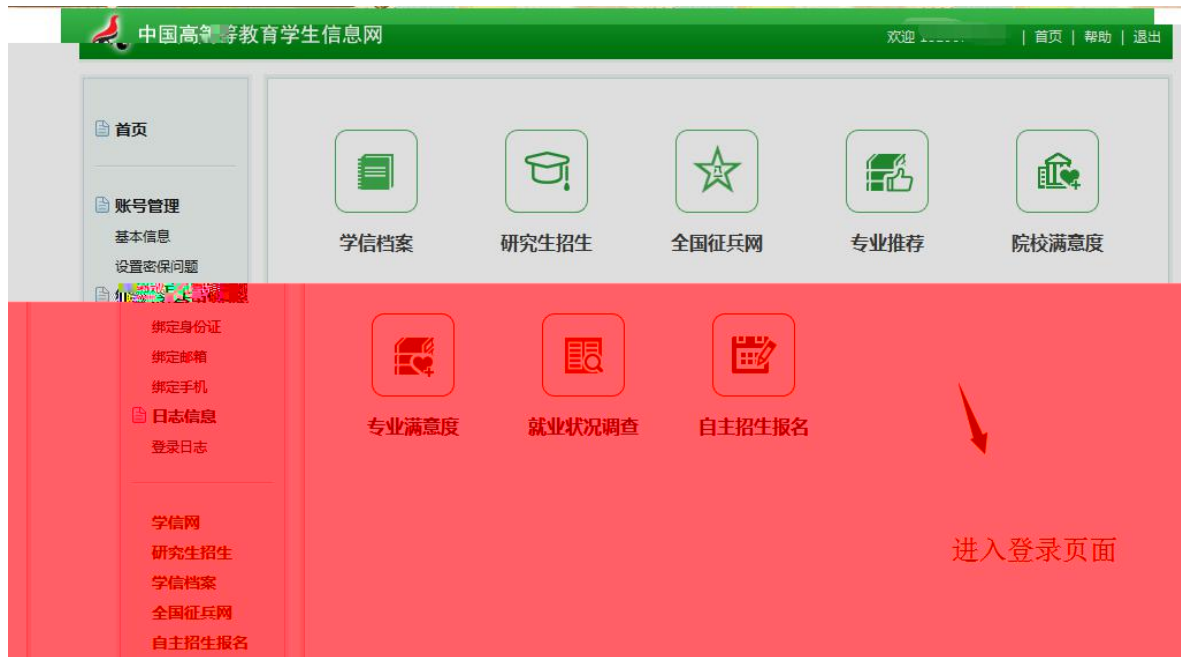 中国高等教育学生信息网
欢迎
| 首页 | 帮助 | 退出
首页
账号管理
基本信息
设置密保问题
绑定身份证
绑定邮箱
绑定手机
日志信息
登录日志
学信网
研究生招生
学信档案
全国征兵网
自主招生报名
学信档案
研究生招生
全国征兵网
专业推荐
院校满意度
专业满意度
就业状况调查
自主招生报名
进入登录页面